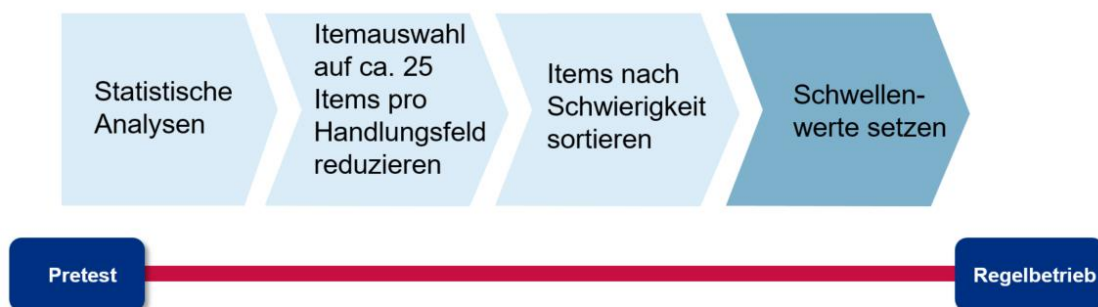 Statistische
Analysen
Itemauswahl
auf ca. 25
Items pro
Handlungsfeld
reduzieren
Items nach
Schwierigkeit
sortieren
Schwellen-
werte setzen
Pretest
Regelbetrieb